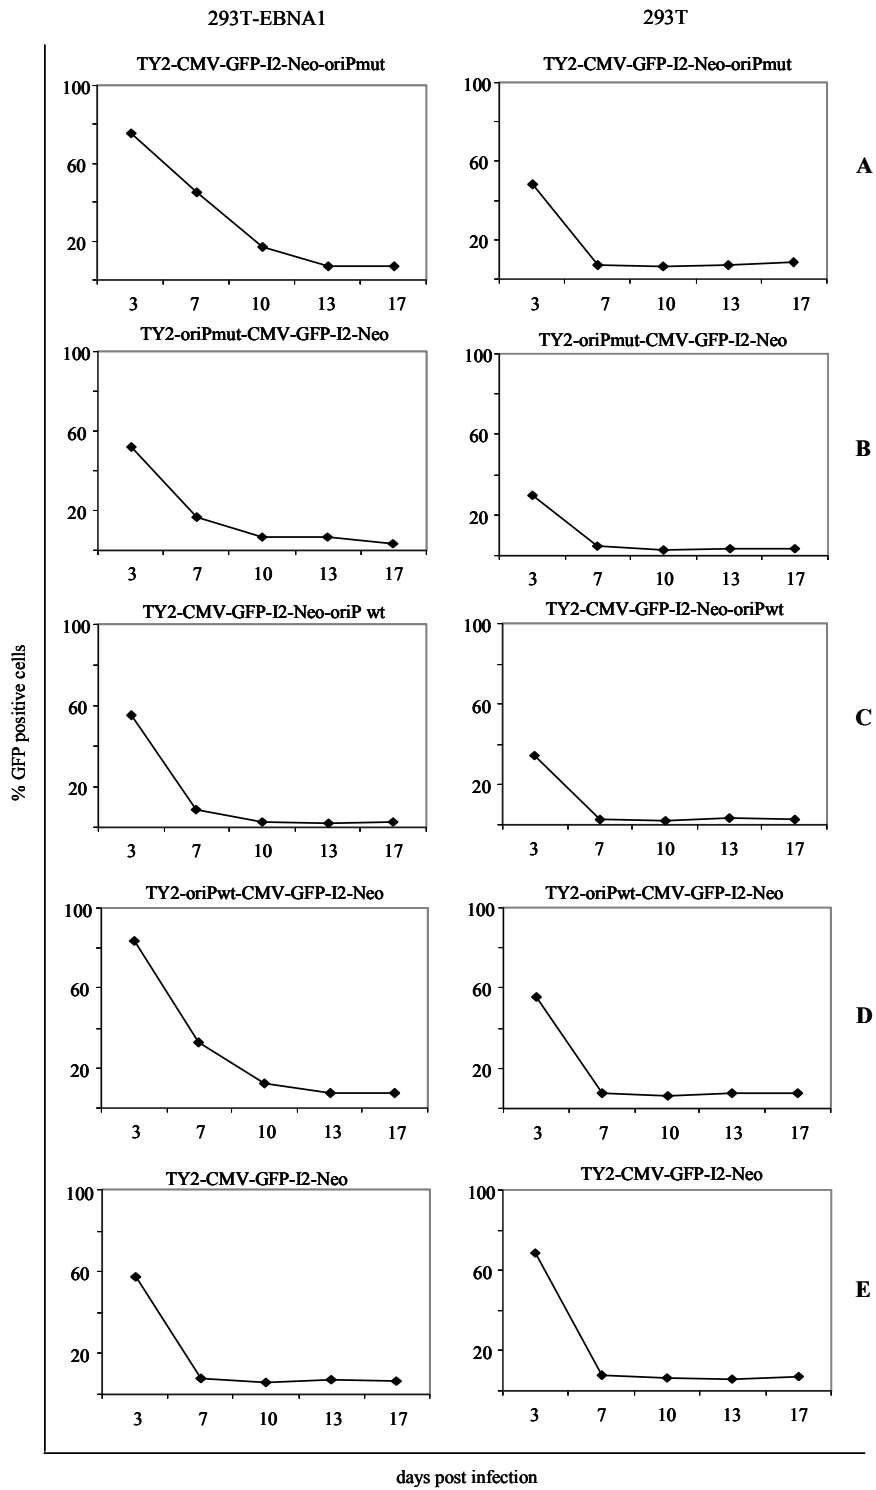 293T-EBNA1 293T
TY2-CMV-GFP-I2-Neo-oriPmut TY2-CMV-GFP-I2-Neo-oriPmut
100 100
60 60
20 20
A
3 7 10 13 17 3 7 10 13 17
TY2-oriPmut-CMV-GFP-I2-Neo TY2-oriPmut-CMV-GFP-I2-Neo
100 100
60 60
20 20
B
3 7 10 13 17 3 7 10 13 17
TY2-CMV-GFP-I2-Neo-oriP wt TY2-CMV-GFP-I2-Neo-oriPwt
100 100
60 60
20 20
C
3 7 10 13 17 3 7 10 13 17
% GFP positive cells
TY2-oriPwt-CMV-GFP-I2-Neo TY2-oriPwt-CMV-GFP-I2-Neo
100 100
60 60
20 20
D
3 7 10 13 17 3 7 10 13 17
TY2-CMV-GFP-I2-Neo TY2-CMV-GFP-I2-Neo
100 100
60 60
20 20
E
3 7 10 13 17 3 7 10 13 17
days post infection